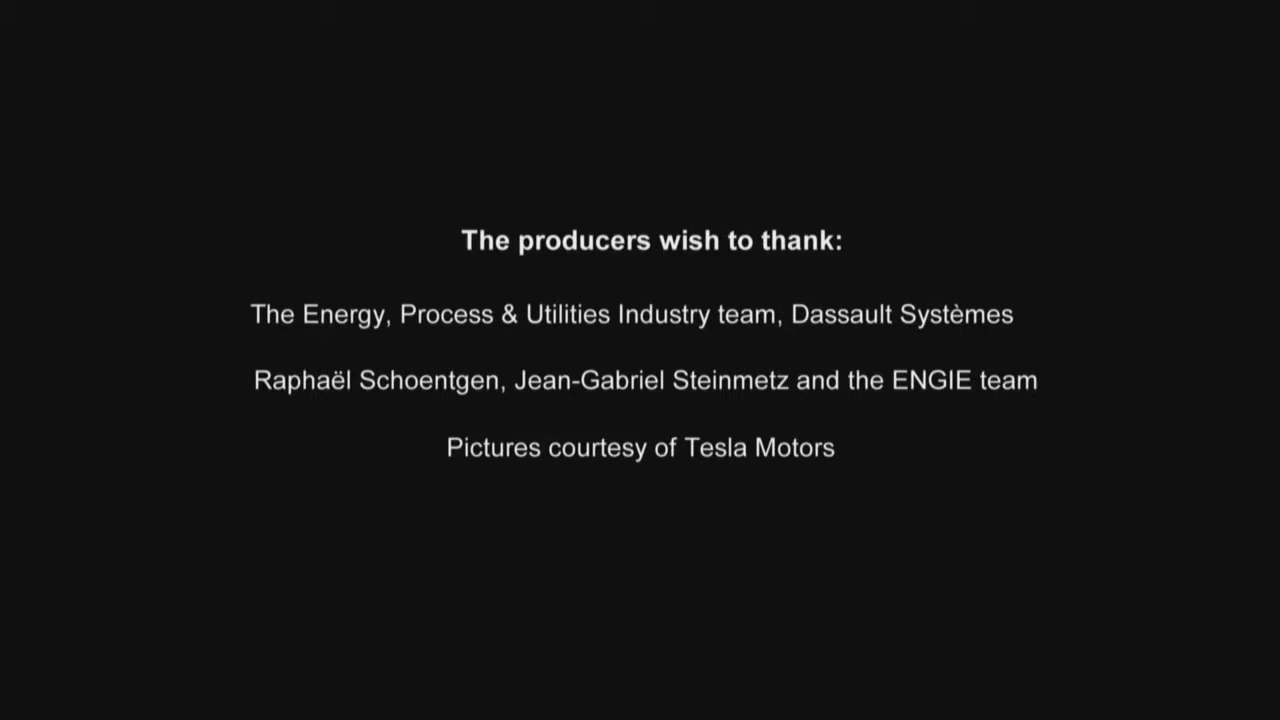 The producers wish to thank:
The Energy, Process & Utilities Industry team, Dassault Systèmes
Raphaël Schoentgen, Jean-Gabriel Steinmetz and the ENGIE team
Pictures courtesy of Tesla Motors